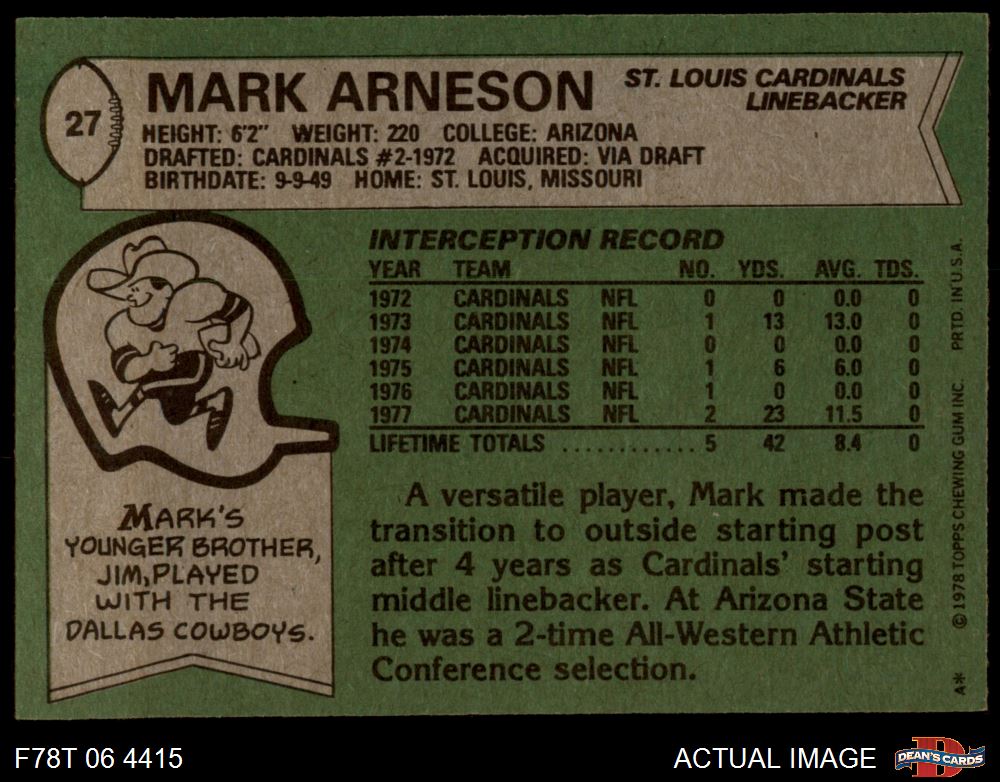 27
MARK ARNESON
ST. LOUIS CARDINALS
LINEBACKER
HEIGHT: 6'2" WEIGHT: 220 COLLEGE: ARIZONA
DRAFTED: CARDINALS #2-1972 ACQUIRED: VIA DRAFT
BIRTHDATE: 9-9-49 HOME: ST. LOUIS, MISSOURI
INTERCEPTION RECORD
YEAR TEAM NO. YDS. AVG. TDS.
1972 CARDINALS NFL 0 0 0.0 0
1973 CARDINALS NFL 1 13 13.0 0
1974 CARDINALS NFL 0 0 0.0 0
1975 CARDINALS NFL 1 6 6.0 0
1976 CARDINALS NFL 1 0 0.0 0
1977 CARDINALS NFL 2 23 11.5 0
LIFETIME TOTALS ............ 5 42 8.4 0
MARK'S
YOUNGER BROTHER,
JIM, PLAYED
WITH THE
DALLAS COWBOYS.
A versatile player, Mark made the
transition to outside starting post
after 4 years as Cardinals' starting
middle linebacker. At Arizona State
he was a 2-time All-Western Athletic
Conference selection.
A* © 1978 TOPPS CHEWING GUM INC. PRTD. IN U.S.A.
F78T 06 4415
ACTUAL IMAGE
D
DEAN'S CARDS